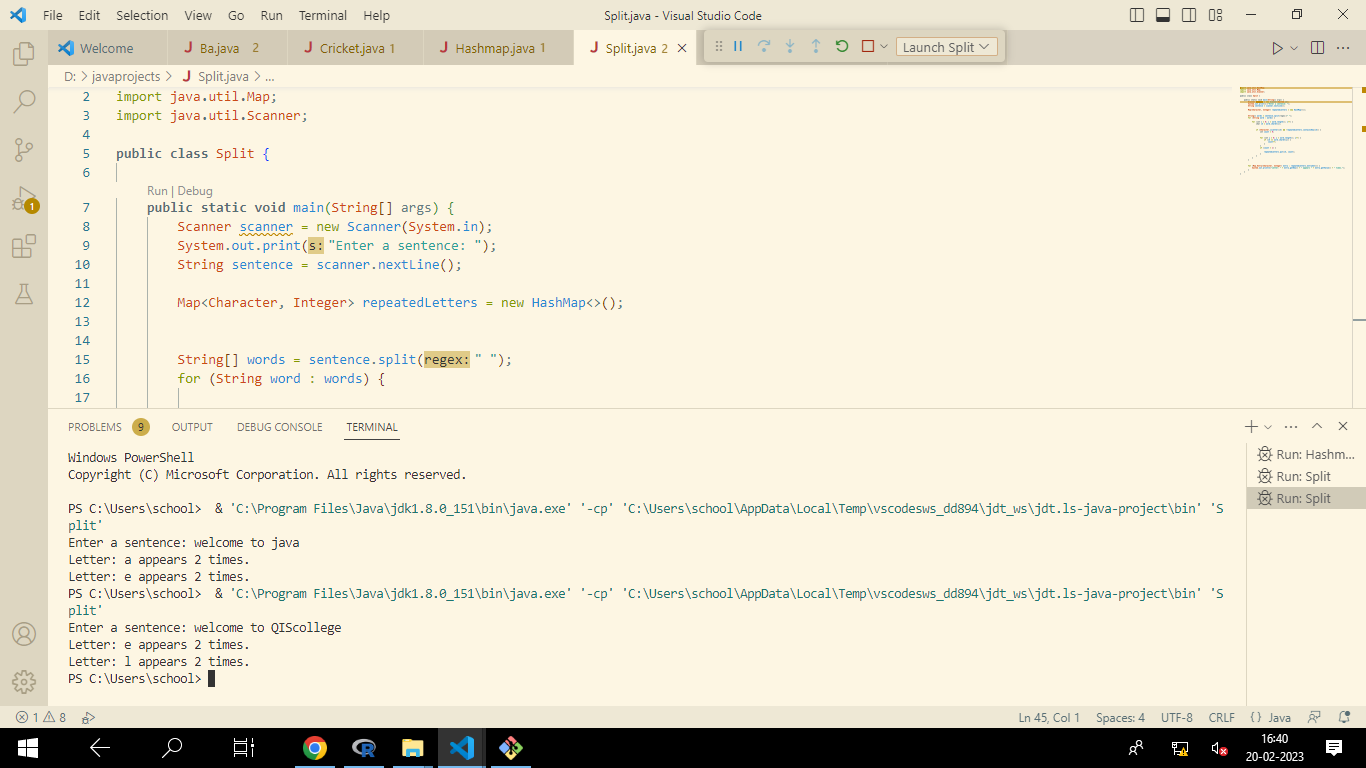 File Edit Selection View Go Run Terminal Help Split.java - Visual Studio Code
Welcome Ba.java 2 Cricket.java 1 Hashmap.java 1 Split.java 2 Launch Split
D: > javaprojects > Split.java > ...
2 import java.util.Map;
3 import java.util.Scanner;
4
5 public class Split {
6
Run | Debug
7 public static void main(String[] args) {
8 Scanner scanner = new Scanner(System.in);
9 System.out.print(s: "Enter a sentence: ");
10 String sentence = scanner.nextLine();
11
12 Map<Character, Integer> repeatedLetters = new HashMap<>();
13
14
15 String[] words = sentence.split(regex: " ");
16 for (String word : words) {
17
PROBLEMS 9 OUTPUT DEBUG CONSOLE TERMINAL
Windows PowerShell
Copyright (C) Microsoft Corporation. All rights reserved.
PS C:\Users\school>  & 'C:\Program Files\Java\jdk1.8.0_151\bin\java.exe' '-cp' 'C:\Users\school\AppData\Local\Temp\vscodesws_dd894\jdt_ws\jdt.ls-java-project\bin' 'S
plit'
Enter a sentence: welcome to java
Letter: a appears 2 times.
Letter: e appears 2 times.
PS C:\Users\school>  & 'C:\Program Files\Java\jdk1.8.0_151\bin\java.exe' '-cp' 'C:\Users\school\AppData\Local\Temp\vscodesws_dd894\jdt_ws\jdt.ls-java-project\bin' 'S
plit'
Enter a sentence: welcome to QIScollege
Letter: e appears 2 times.
Letter: l appears 2 times.
PS C:\Users\school>
Run: Hashm...
Run: Split
Run: Split
1
1 8 Ln 45, Col 1 Spaces: 4 UTF-8 CRLF {} Java
16:40
20-02-2023